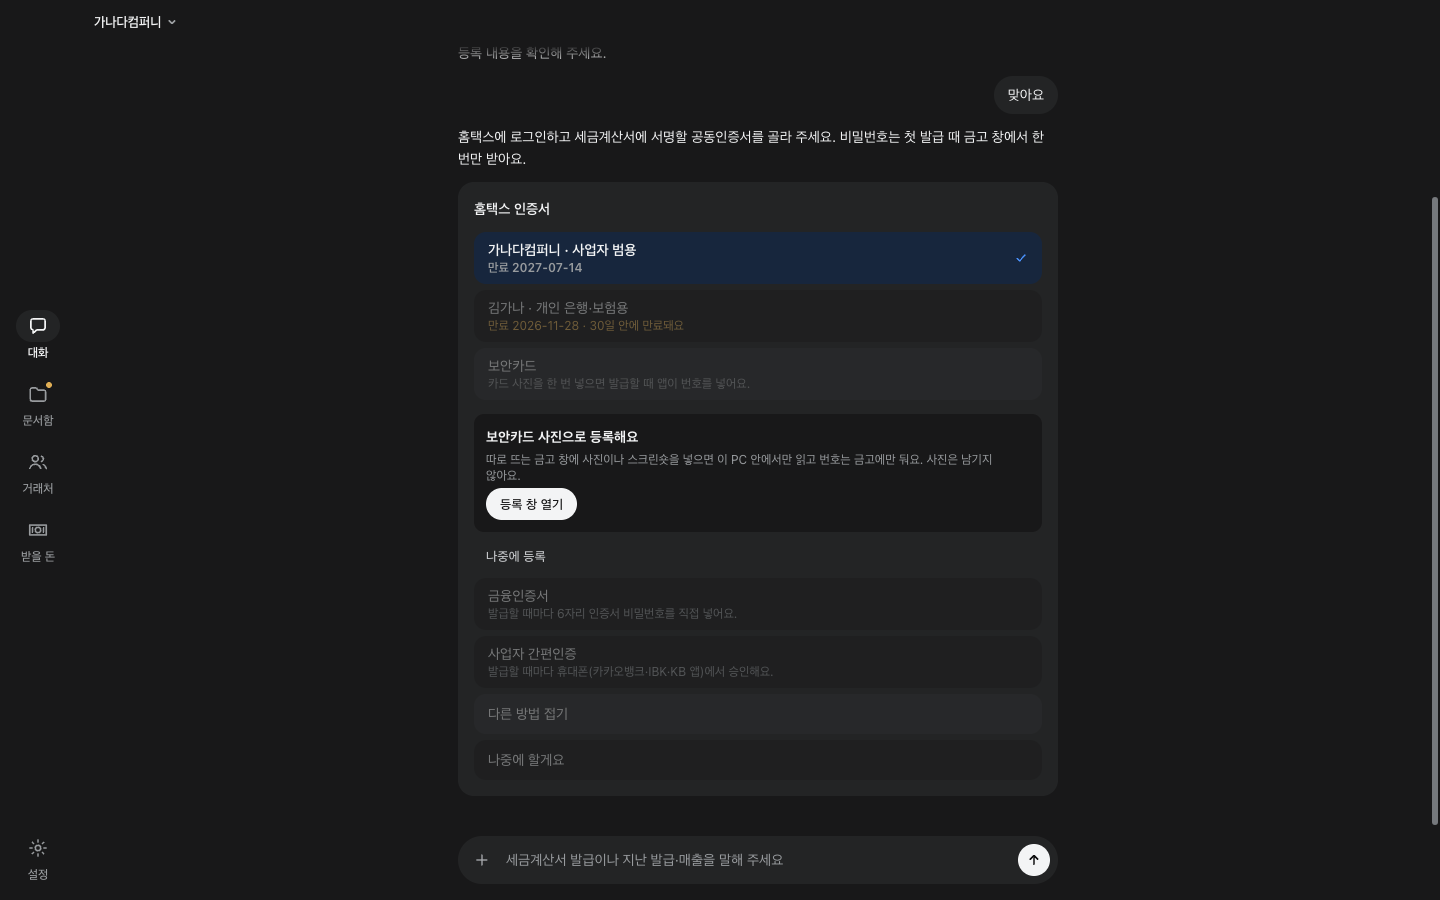 가나다컴퍼니
등록 내용을 확인해 주세요.
맞아요
홈택스에 로그인하고 세금계산서에 서명할 공동인증서를 골라 주세요. 비밀번호는 첫 발급 때 금고 창에서 한
번만 받아요.
홈택스 인증서
가나다컴퍼니 · 사업자 범용
만료 2027-07-14
김가나 · 개인 은행·보험용
만료 2026-11-28 · 30일 안에 만료돼요
보안카드
카드 사진을 한 번 넣으면 발급할 때 앱이 번호를 넣어요.
보안카드 사진으로 등록해요
따로 뜨는 금고 창에 사진이나 스크린숏을 넣으면 이 PC 안에서만 읽고 번호는 금고에만 둬요. 사진은 남기지
않아요.
등록 창 열기
나중에 등록
금융인증서
발급할 때마다 6자리 인증서 비밀번호를 직접 넣어요.
사업자 간편인증
발급할 때마다 휴대폰(카카오뱅크·IBK·KB 앱)에서 승인해요.
다른 방법 접기
나중에 할게요
대화
문서함
거래처
받을 돈
설정
세금계산서 발급이나 지난 발급·매출을 말해 주세요